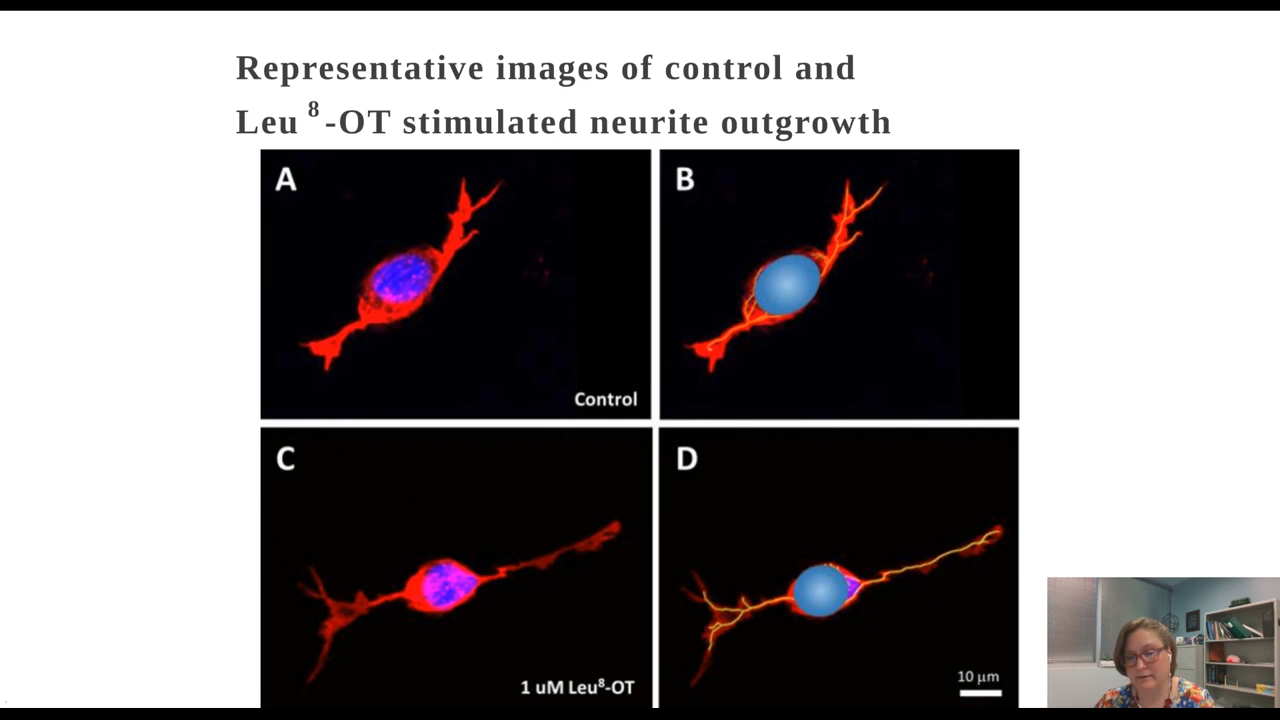 Representative images of control and
Leu ⁸-OT stimulated neurite outgrowth
A
B
Control
C
D
1 uM Leu⁸-OT
10 μm